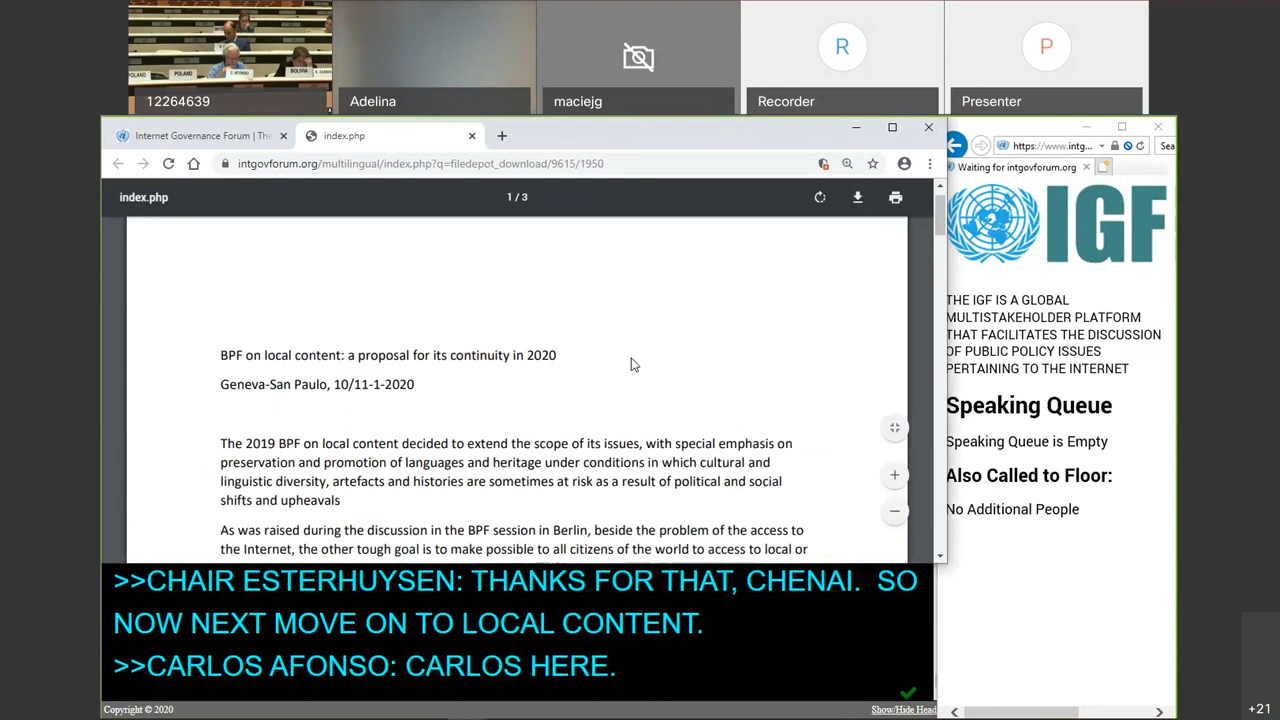 POLAND
POLAND
C. AFONSO
BOLIVIA
12264639
Adelina
maciejg
R
Recorder
P
Presenter
Internet Governance Forum | The
index.php
intgovforum.org/multilingual/index.php?q=filedepot_download/9615/1950
index.php
1 / 3
BPF on local content: a proposal for its continuity in 2020
Geneva-San Paulo, 10/11-1-2020
The 2019 BPF on local content decided to extend the scope of its issues, with special emphasis on
preservation and promotion of languages and heritage under conditions in which cultural and
linguistic diversity, artefacts and histories are sometimes at risk as a result of political and social
shifts and upheavals
As was raised during the discussion in the BPF session in Berlin, beside the problem of the access to
the Internet, the other tough goal is to make possible to all citizens of the world to access to local or
>>CHAIR ESTERHUYSEN: THANKS FOR THAT, CHENAI. SO
NOW NEXT MOVE ON TO LOCAL CONTENT.
>>CARLOS AFONSO: CARLOS HERE.
Copyright © 2020
Show/Hide Head
https://www.intg...
Sea
Waiting for intgovforum.org
IGF
THE IGF IS A GLOBAL
MULTISTAKEHOLDER PLATFORM
THAT FACILITATES THE DISCUSSION
OF PUBLIC POLICY ISSUES
PERTAINING TO THE INTERNET
Speaking Queue
Speaking Queue is Empty
Also Called to Floor:
No Additional People
+21